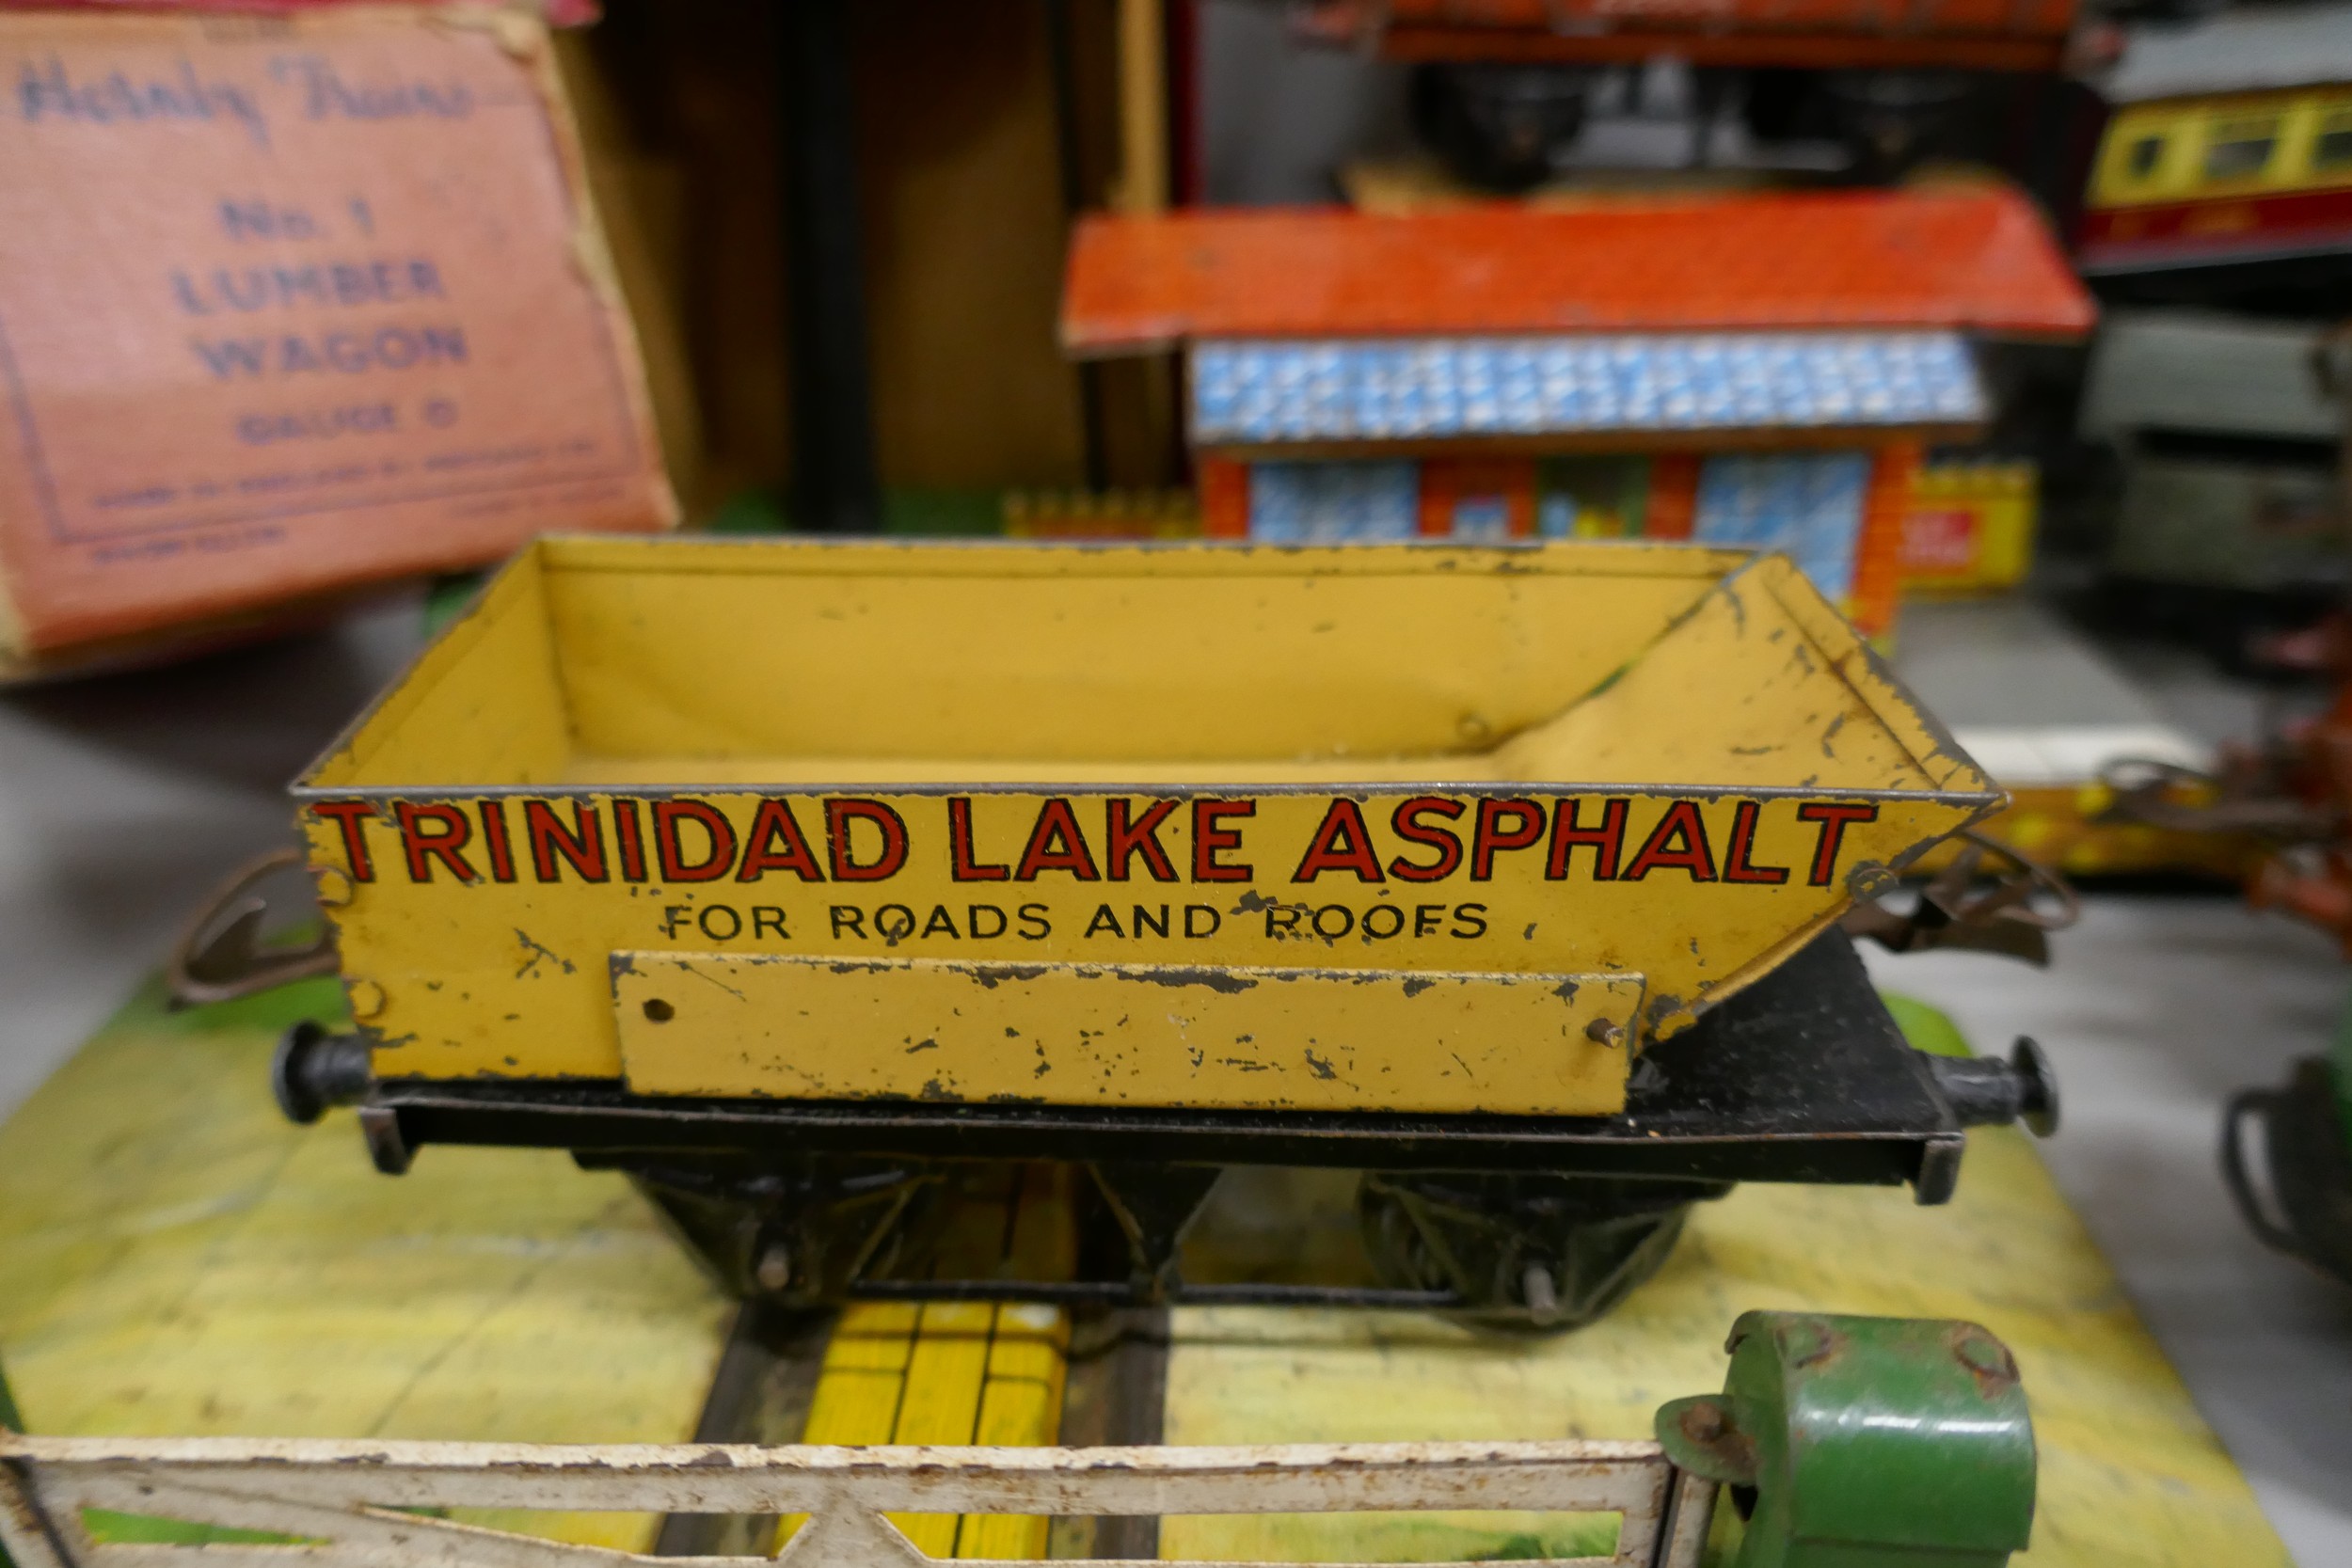 Hornby Trains
No. 1
LUMBER
WAGON
GAUGE 0
TRINIDAD LAKE ASPHALT
FOR ROADS AND ROOFS